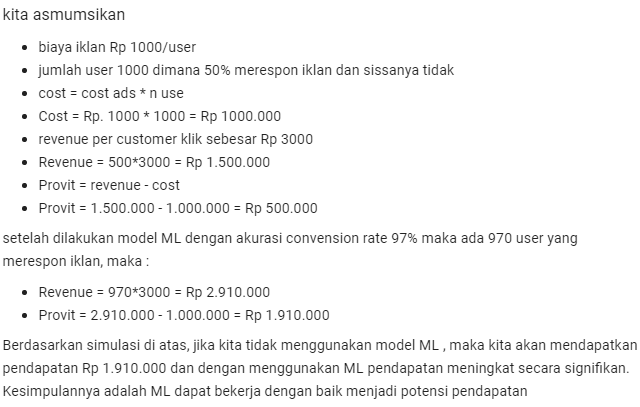 kita asmumsikan
• biaya iklan Rp 1000/user
• jumlah user 1000 dimana 50% merespon iklan dan sissanya tidak
• cost = cost ads * n use
• Cost = Rp. 1000 * 1000 = Rp 1000.000
• revenue per customer klik sebesar Rp 3000
• Revenue = 500*3000 = Rp 1.500.000
• Provit = revenue - cost
• Provit = 1.500.000 - 1.000.000 = Rp 500.000
setelah dilakukan model ML dengan akurasi convension rate 97% maka ada 970 user yang
merespon iklan, maka :
• Revenue = 970*3000 = Rp 2.910.000
• Provit = 2.910.000 - 1.000.000 = Rp 1.910.000
Berdasarkan simulasi di atas, jika kita tidak menggunakan model ML , maka kita akan mendapatkan
pendapatan Rp 1.910.000 dan dengan menggunakan ML pendapatan meningkat secara signifikan.
Kesimpulannya adalah ML dapat bekerja dengan baik menjadi potensi pendapatan